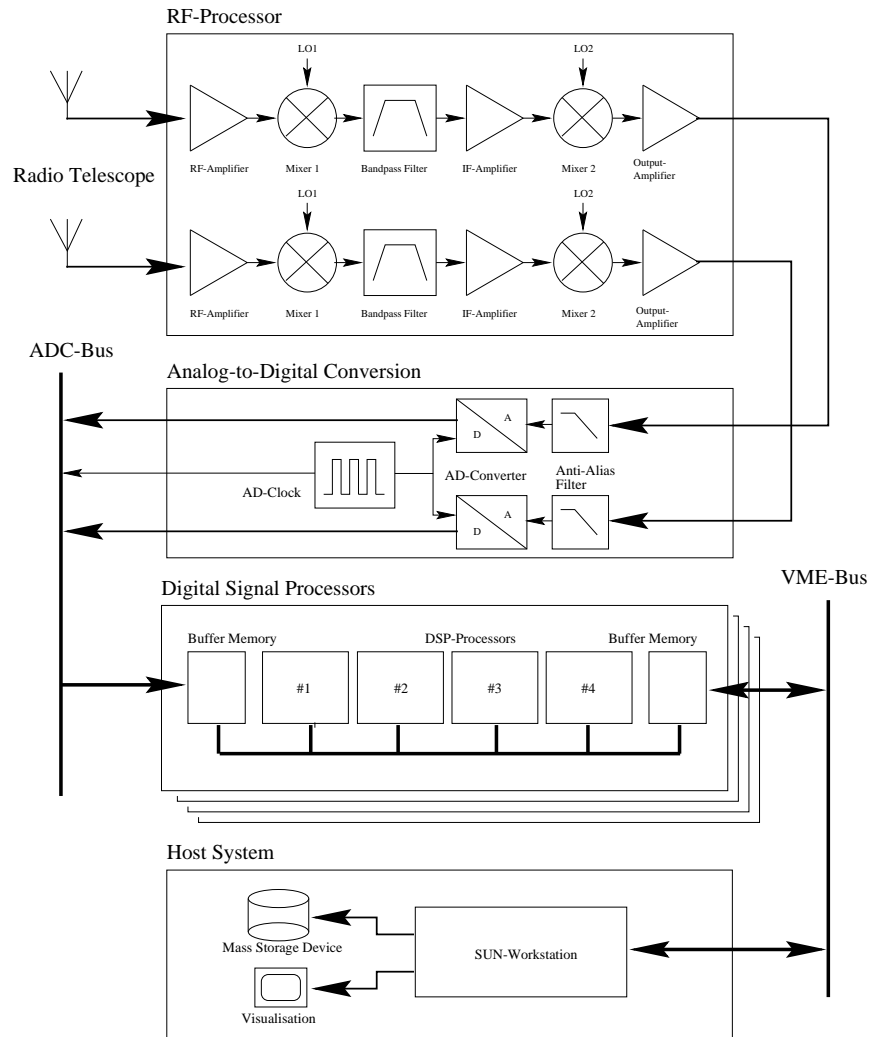 RF-Processor
LO1
LO2
RF-Amplifier
Mixer 1
Bandpass Filter
IF-Amplifier
Mixer 2
Output-
Amplifier
Radio Telescope
LO1
LO2
RF-Amplifier
Mixer 1
Bandpass Filter
IF-Amplifier
Mixer 2
Output-
Amplifier
ADC-Bus
Analog-to-Digital Conversion
A
D
AD-Clock
AD-Converter
Anti-Alias
Filter
A
D
VME-Bus
Digital Signal Processors
Buffer Memory
DSP-Processors
Buffer Memory
#1
#2
#3
#4
Host System
Mass Storage Device
SUN-Workstation
Visualisation